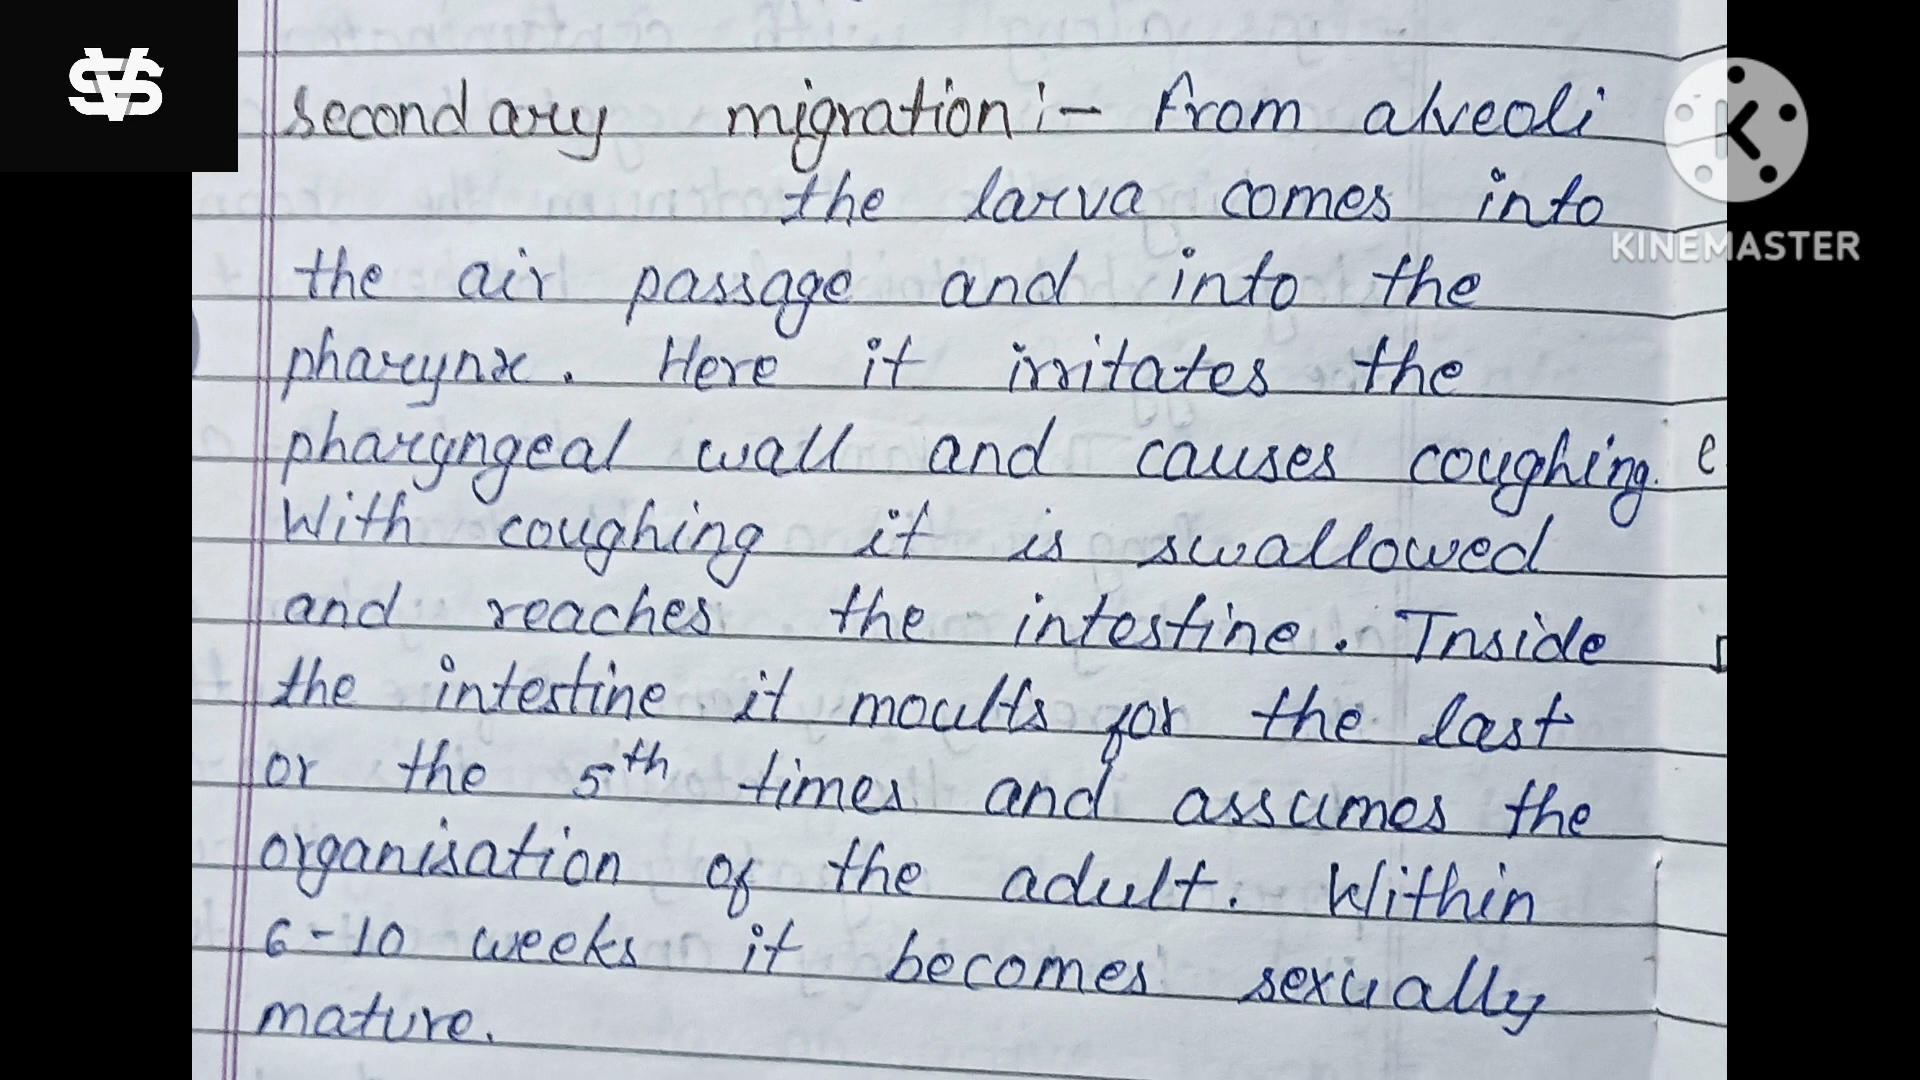 SVS
secondary migration:- From alveoli
the larva comes into
the air passage and into the
pharynx. Here it irritates the
pharyngeal wall and causes coughing.
With coughing it is swallowed
and reaches the intestine. Inside
the intestine it moults for the last
or the 5th times and assumes the
organisation of the adult. Within
6-10 weeks it becomes sexually
mature.
K
KINEMASTER